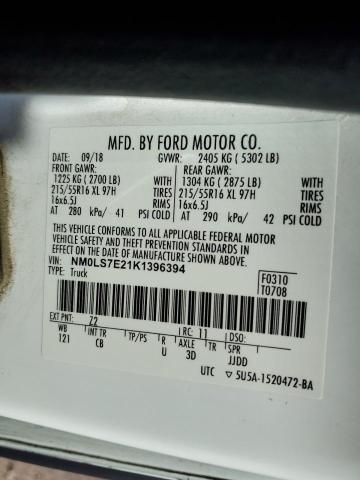 MFD. BY FORD MOTOR CO.
DATE: 09/18 GVWR: 2405 KG ( 5302 LB)
FRONT GAWR: REAR GAWR:
1225 KG ( 2700 LB) WITH 1304 KG ( 2875 LB) WITH
215/55R16 XL 97H TIRES 215/55R16 XL 97H TIRES
16x6.5J RIMS 16x6.5J RIMS
AT 280 kPa/ 41 PSI COLD AT 290 kPa/ 42 PSI COLD
THIS VEHICLE CONFORMS TO ALL APPLICABLE FEDERAL MOTOR
VEHICLE SAFETY STANDARDS IN EFFECT ON THE DATE OF
MANUFACTURE SHOWN ABOVE.
VIN: NM0LS7E21K1396394
TYPE: Truck
F0310
T0708
EXT PNT: Z2 RC: 11 DSO:
WB INT TR TP/PS R AXLE TR SPR
121 CB U 3D JJDD
UTC ▽ 5U5A-1520472-BA